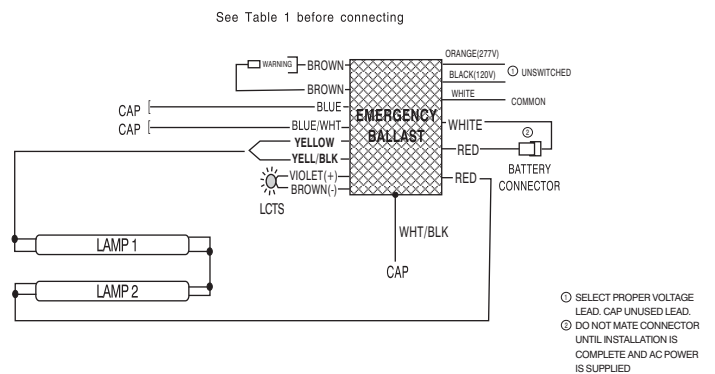 See Table 1 before connecting
WARNING
BROWN
BROWN
CAP
BLUE
CAP
BLUE/WHT
YELLOW
YELL/BLK
VIOLET(+)
BROWN(-)
LCTS
EMERGENCY
BALLAST
ORANGE(277V)
BLACK(120V)
① UNSWITCHED
WHITE
COMMON
WHITE
②
RED
BATTERY
CONNECTOR
RED
WHT/BLK
CAP
LAMP 1
LAMP 2
① SELECT PROPER VOLTAGE
LEAD. CAP UNUSED LEAD.
② DO NOT MATE CONNECTOR
UNTIL INSTALLATION IS
COMPLETE AND AC POWER
IS SUPPLIED